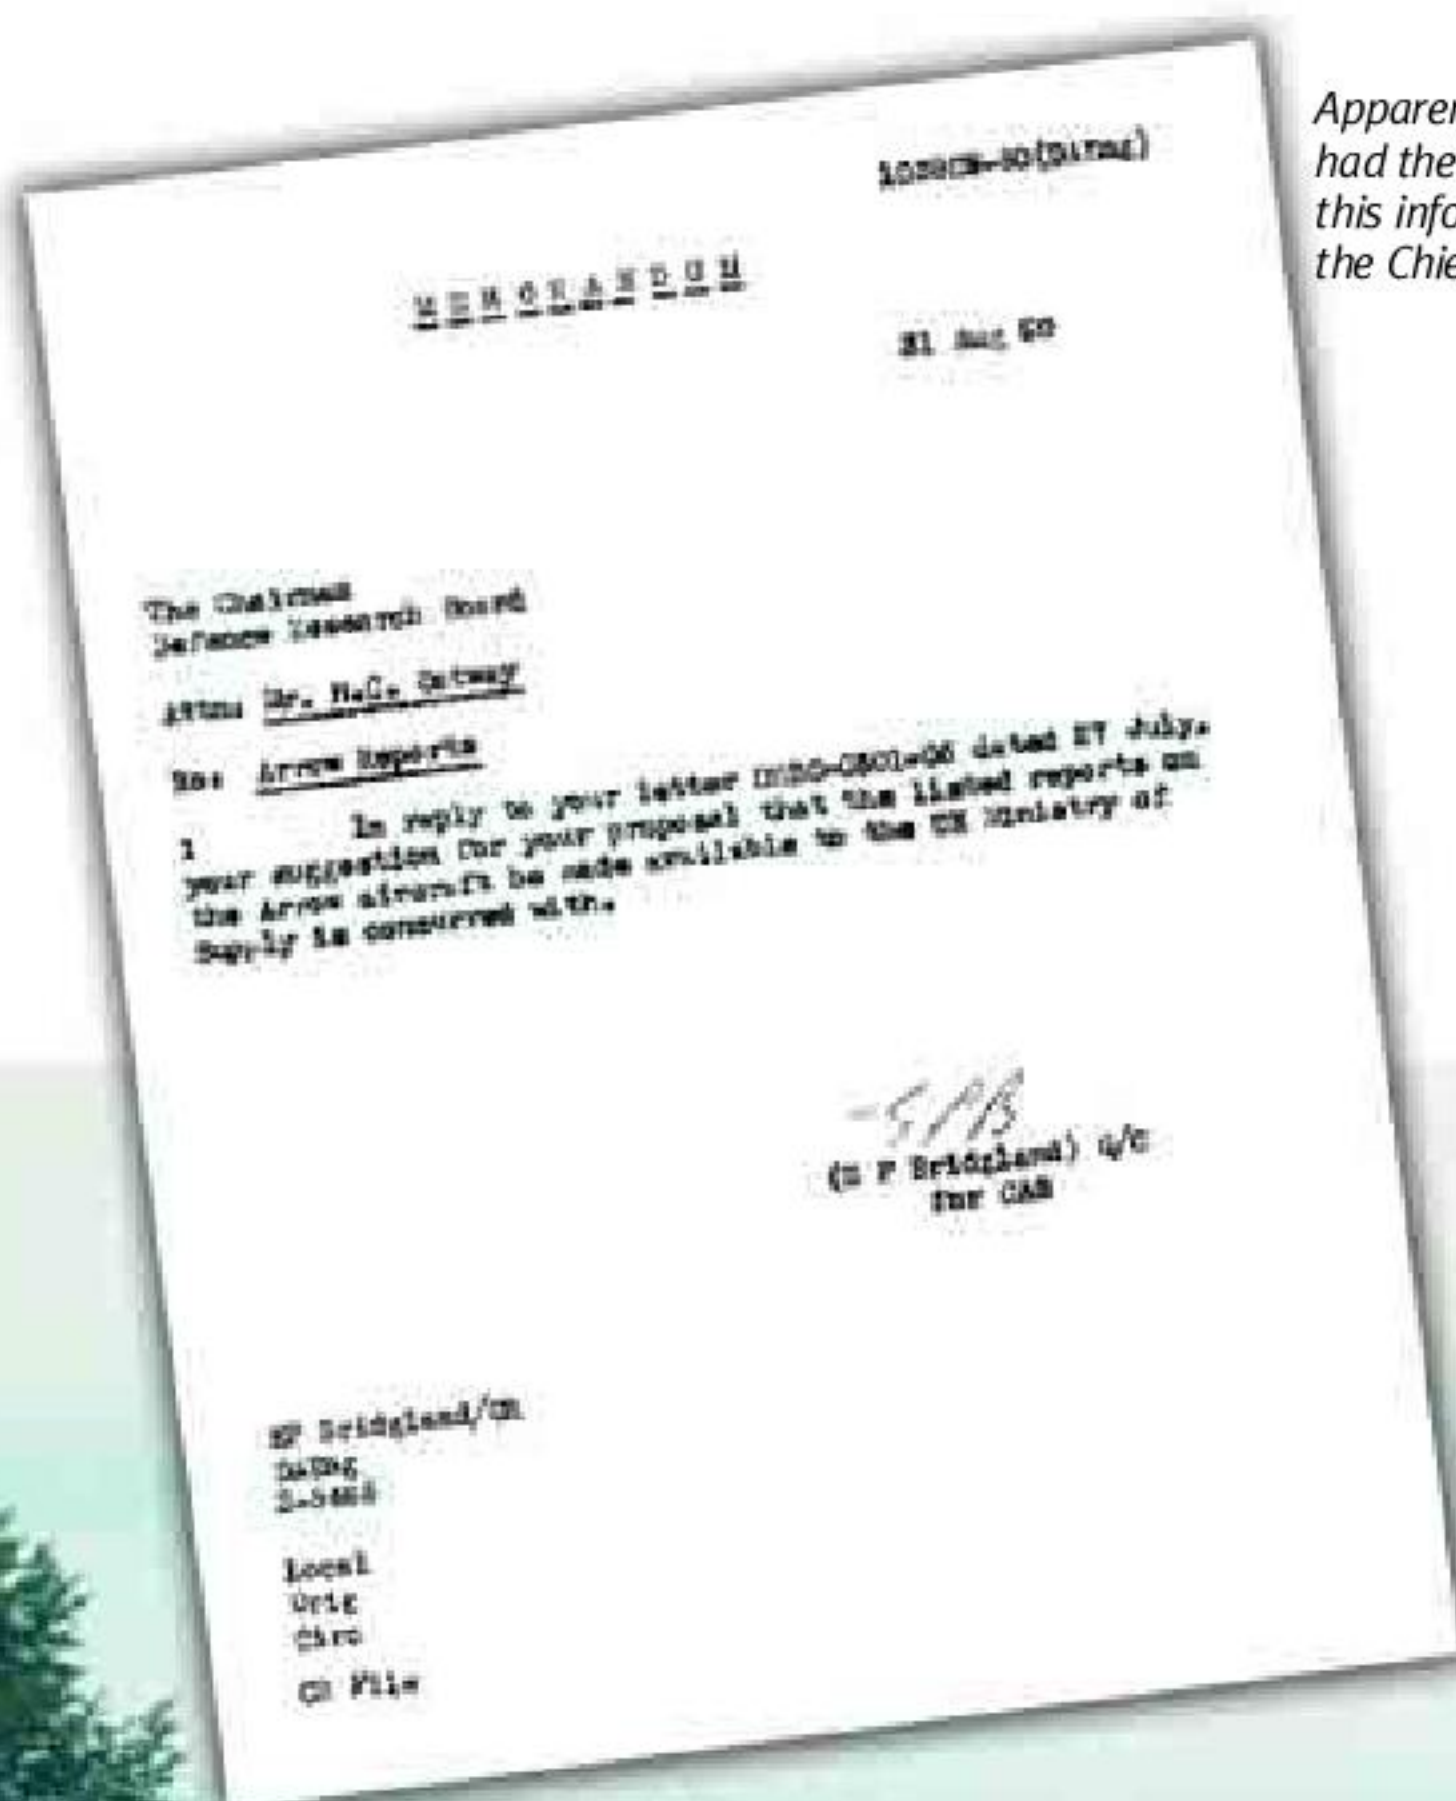 Apparen
had the
this info
the Chie
MEMORANDUM
Aug
The Chairman
Defence Research Board
Attn: Dr. N.C.
Re: Arrow Reports
1 In reply to your letter dated 27 July,
your suggestion for your proposal that the listed reports on
the Arrow aircraft be made available to the UK Ministry of
Supply is concurred with.
Bridgland) G/C
for CAS
Bridgland/
Local
Orig
Circ
File